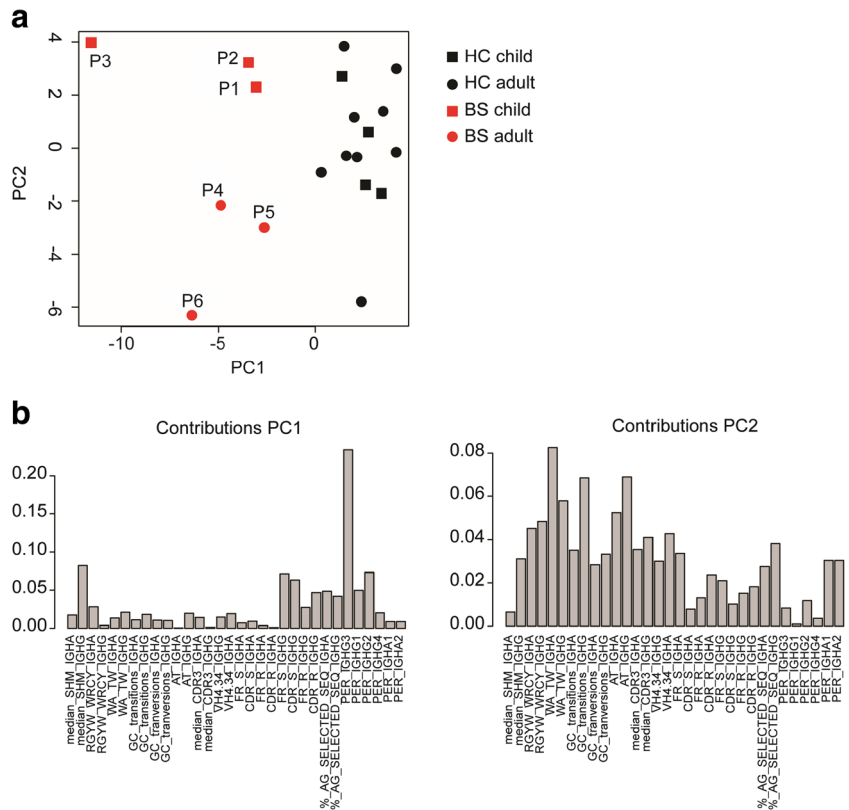 a
4
2
0
-2
-4
-6
PC2
P3
P2
P1
P4
P5
P6
-10
-5
0
PC1
HC child
HC adult
BS child
BS adult
b
Contributions PC1
0.20
0.15
0.10
0.05
0.00
median_SHM_IGHA
median_SHM_IGHG
RGYW_WRCY_IGHA
RGYW_WRCY_IGHG
WA_TW_IGHA
WA_TW_IGHG
GC_transitions_IGHA
GC_transitions_IGHG
GC_tranversions_IGHA
GC_tranversions_IGHG
AT_IGHA
AT_IGHG
median_CDR3_IGHA
median_CDR3_IGHG
VH4.34_IGHG
VH4.34_IGHA
FR_S_IGHA
CDR_S_IGHA
FR_R_IGHA
CDR_R_IGHA
FR_S_IGHG
CDR_S_IGHG
FR_R_IGHG
CDR_R_IGHG
%_AG_SELECTED_SEQ_IGHA
%_AG_SELECTED_SEQ_IGHG
PER_IGHG3
PER_IGHG1
PER_IGHG2
PER_IGHG4
PER_IGHA1
PER_IGHA2
Contributions PC2
0.08
0.06
0.04
0.02
0.00
median_SHM_IGHA
median_SHM_IGHG
RGYW_WRCY_IGHA
RGYW_WRCY_IGHG
WA_TW_IGHA
WA_TW_IGHG
GC_transitions_IGHA
GC_transitions_IGHG
GC_tranversions_IGHA
GC_tranversions_IGHG
AT_IGHA
AT_IGHG
median_CDR3_IGHA
median_CDR3_IGHG
VH4.34_IGHG
VH4.34_IGHA
FR_S_IGHA
CDR_S_IGHA
FR_R_IGHA
CDR_R_IGHA
FR_S_IGHG
CDR_S_IGHG
FR_R_IGHG
CDR_R_IGHG
%_AG_SELECTED_SEQ_IGHA
%_AG_SELECTED_SEQ_IGHG
PER_IGHG3
PER_IGHG1
PER_IGHG2
PER_IGHG4
PER_IGHA1
PER_IGHA2